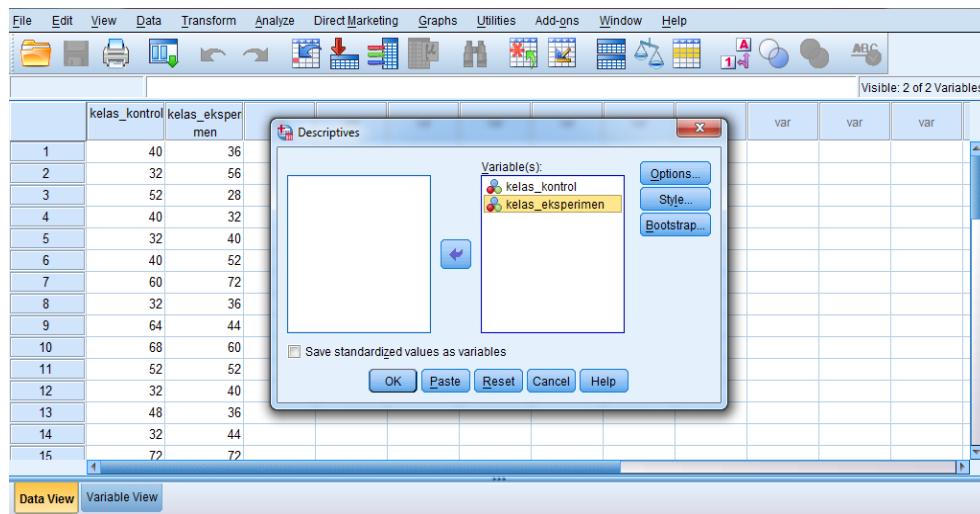 File Edit View Data Transform Analyze Direct Marketing Graphs Utilities Add-ons Window Help
Visible: 2 of 2 Variables
kelas_kontrol kelas_eksperimen var var var
1 40 36
2 32 56
3 52 28
4 40 32
5 32 40
6 40 52
7 60 72
8 32 36
9 64 44
10 68 60
11 52 52
12 32 40
13 48 36
14 32 44
15 72 72
Descriptives
Variable(s):
kelas_kontrol
kelas_eksperimen
Options...
Style...
Bootstrap...
Save standardized values as variables
OK Paste Reset Cancel Help
Data View Variable View